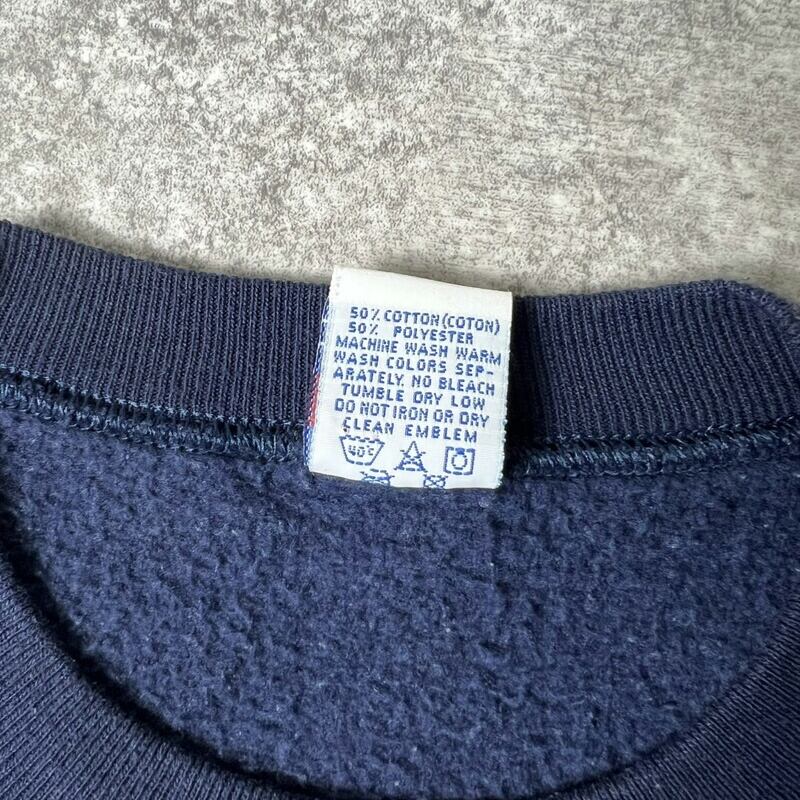 50% COTTON (COTON)
50% POLYESTER
MACHINE WASH WARM
WASH COLORS SEP-
ARATELY. NO BLEACH
TUMBLE DRY LOW
DO NOT IRON OR DRY
CLEAN EMBLEM
40°C